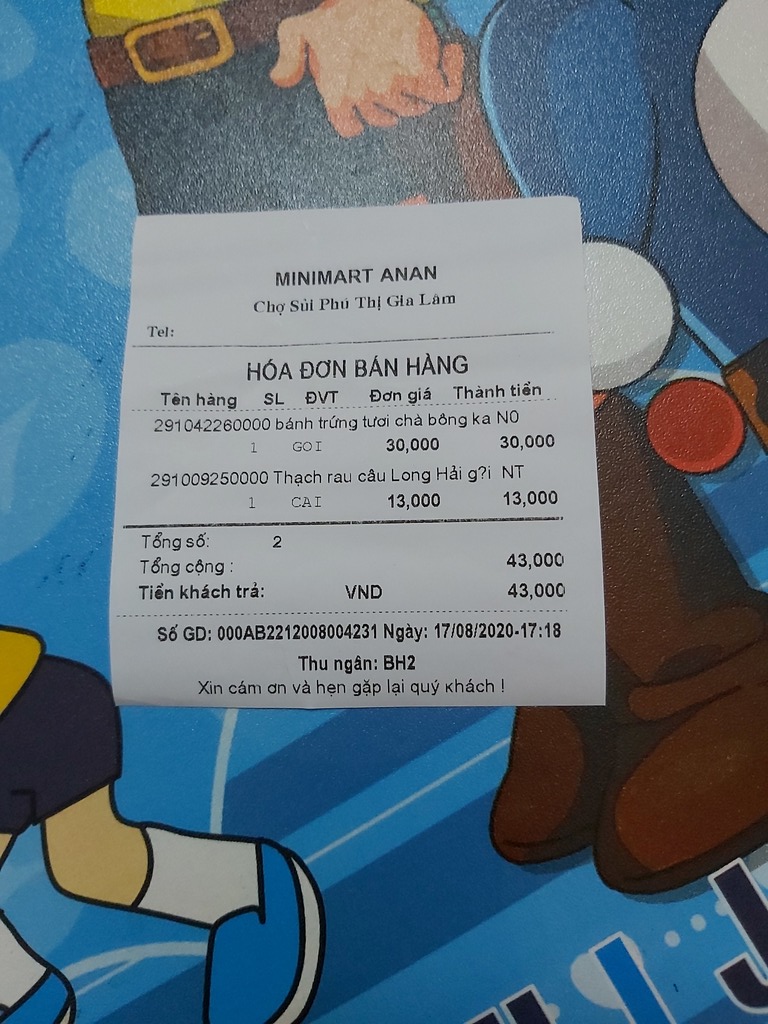 MINIMART ANAN
Chợ Sủi Phú Thị Gia Lâm
Tel:
HÓA ĐƠN BÁN HÀNG
Tên hàng SL ĐVT Đơn giá Thành tiền
291042260000 bánh trứng tươi chà bông ka N0
1 GOI 30,000 30,000
291009250000 Thạch rau câu Long Hải g?i NT
1 CAI 13,000 13,000
Tổng số: 2
Tổng cộng : 43,000
Tiền khách trả: VND 43,000
Số GD: 000AB2212008004231 Ngày: 17/08/2020-17:18
Thu ngân: BH2
Xin cám ơn và hẹn gặp lại quý khách !